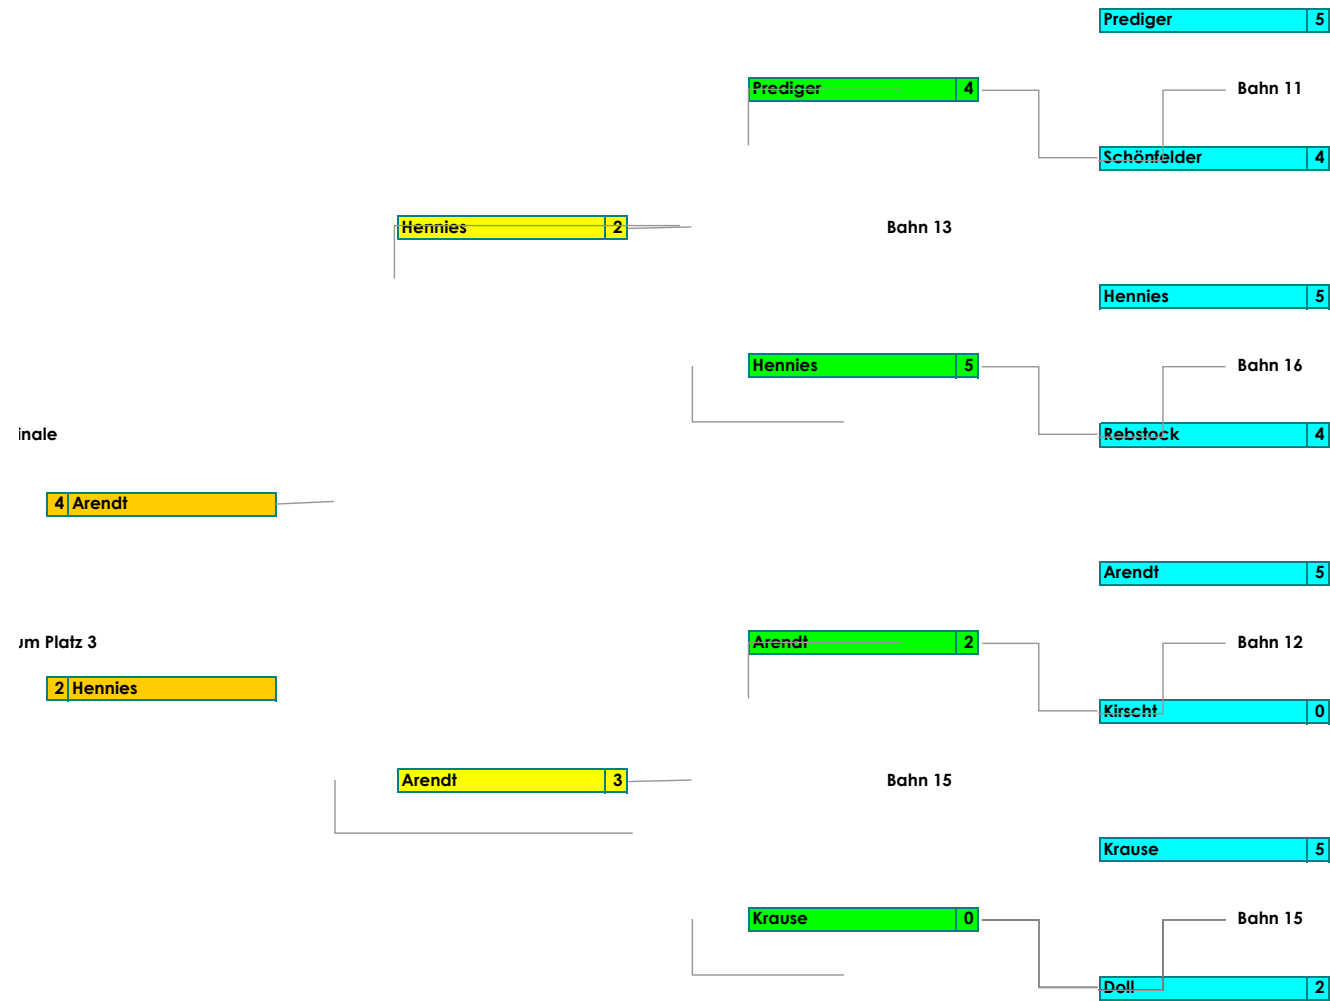 Prediger 5
Prediger 4
Bahn 11
Schönfelder 4
Hennies 2
Bahn 13
Hennies 5
Hennies 5
Bahn 16
inale
Rebstock 4
4 Arendt
Arendt 5
um Platz 3
Arendt 2
Bahn 12
2 Hennies
Kirscht 0
Arendt 3
Bahn 15
Krause 5
Krause 0
Bahn 15
Doll 2